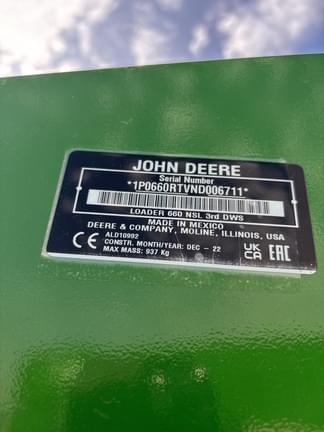 JOHN DEERE
Serial Number
*1P0660RTVND006711*
LOADER 660 NSL 3rd DWS
MADE IN MEXICO
DEERE & COMPANY, MOLINE, ILLINOIS, USA
ALD10992
CONSTR. MONTH/YEAR: DEC - 22
MAX MASS: 937 Kg
CE
UK
CA
EAC